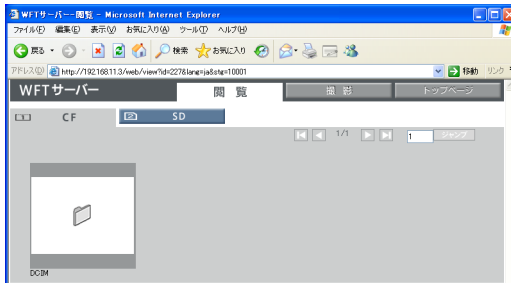 WFTサーバー-閲覧 - Microsoft Internet Explorer
ファイル(F) 編集(E) 表示(V) お気に入り(A) ツール(T) ヘルプ(H)
戻る 検索 お気に入り
アドレス(D) http://192.168.11.3/web/view?id=227&lang=ja&stg=10001 移動 リンク
WFTサーバー 閲覧 撮影 トップページ
CF SD
1/1 1 ジャンプ
DCIM